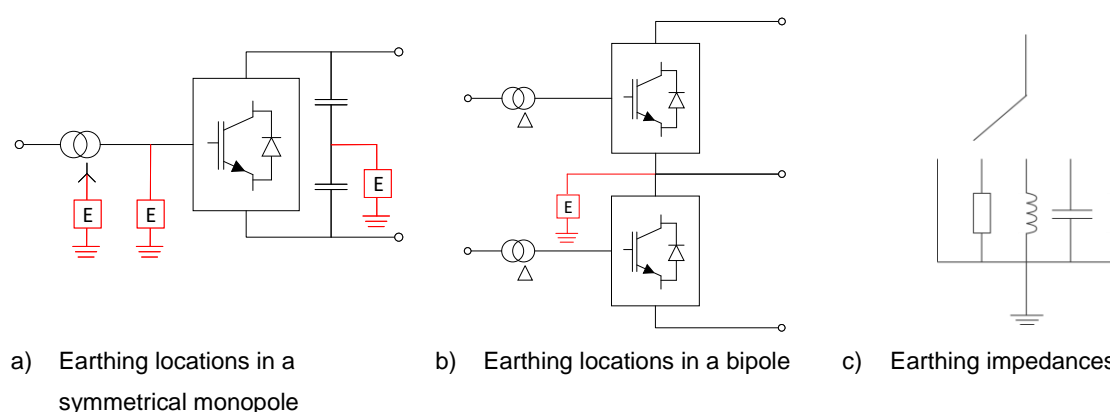 E
E
E
E
a) Earthing locations in a
symmetrical monopole
b) Earthing locations in a bipole
c) Earthing impedances